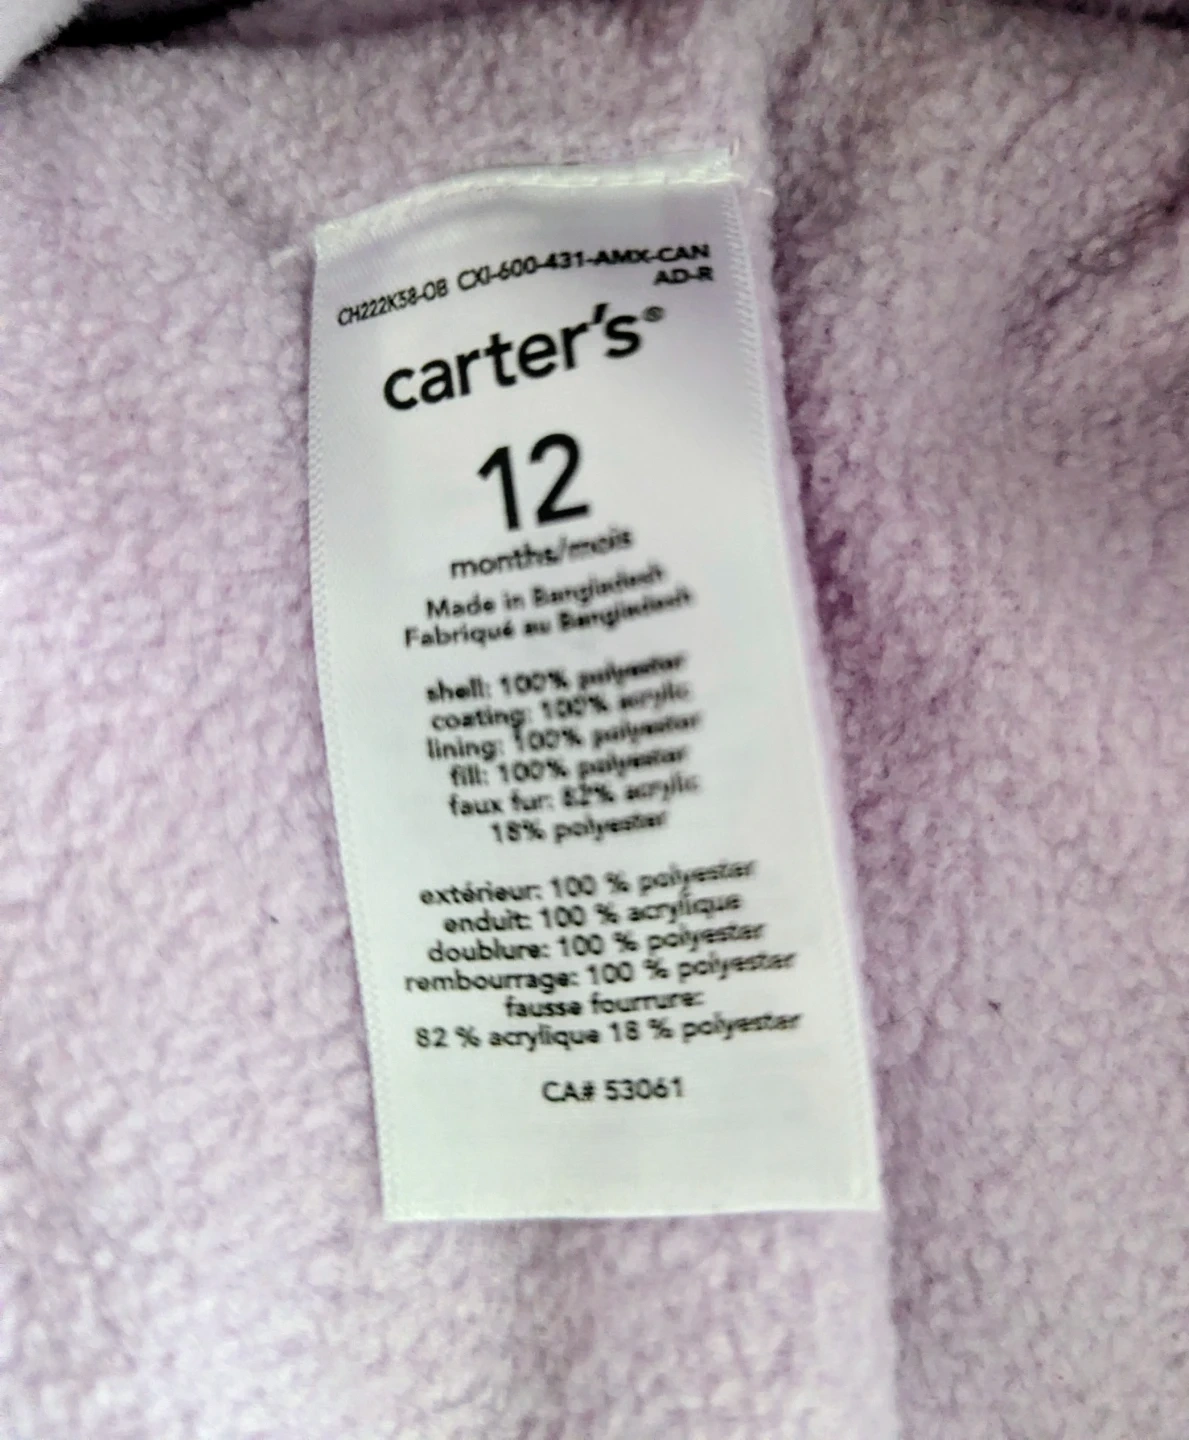 CH222K58-OB CXI-600-431-AMX-CAN
AD-R
carter's®
12
months/mois
Made in Bangladesh
Fabriqué au Bangladesh
shell: 100% polyester
coating: 100% acrylic
lining: 100% polyester
fill: 100% polyester
faux fur: 82% acrylic
18% polyester
extérieur: 100 % polyester
enduit: 100 % acrylique
doublure: 100 % polyester
rembourrage: 100 % polyester
fausse fourrure:
82 % acrylique 18 % polyester
CA# 53061